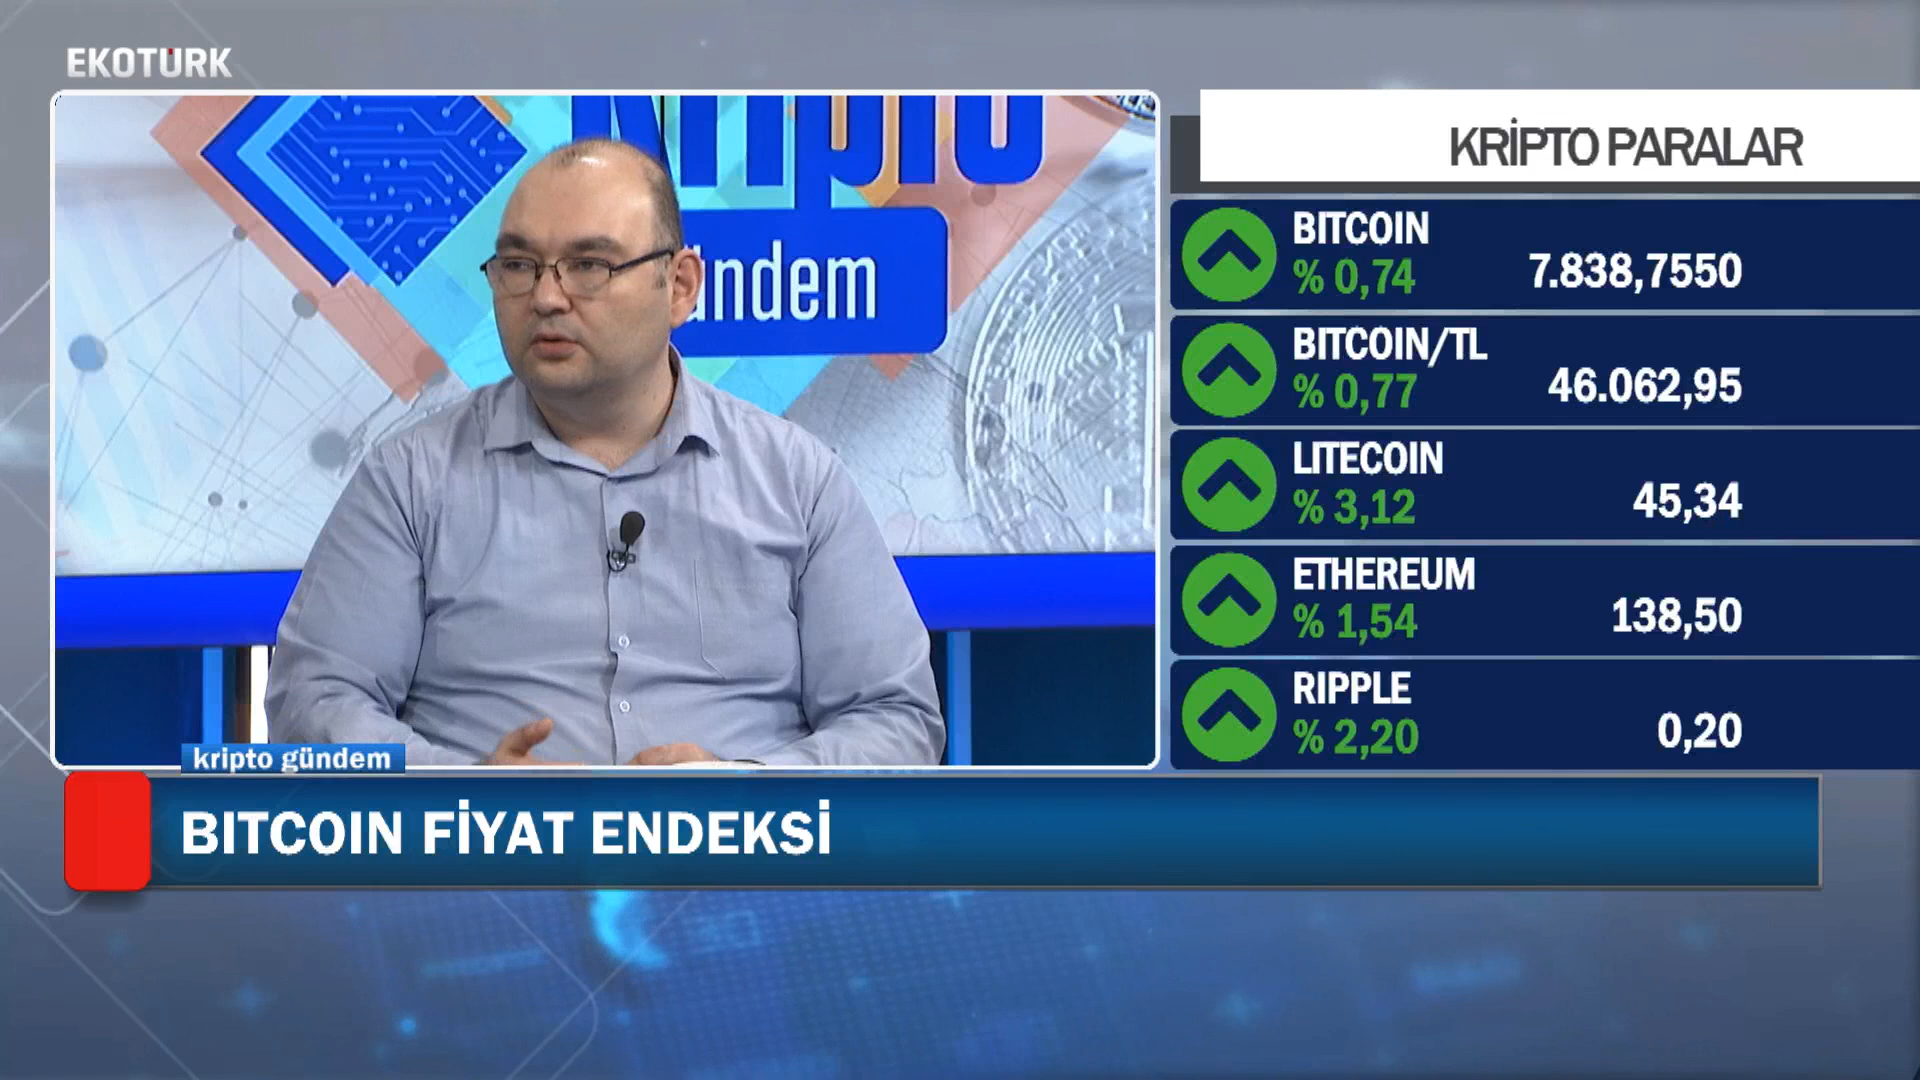 EKOTÜRK
kripto
gündem
KRİPTO PARALAR
BITCOIN
% 0,74
7.838,7550
BITCOIN/TL
% 0,77
46.062,95
LITECOIN
% 3,12
45,34
ETHEREUM
% 1,54
138,50
RIPPLE
% 2,20
0,20
kripto gündem
BITCOIN FİYAT ENDEKSİ